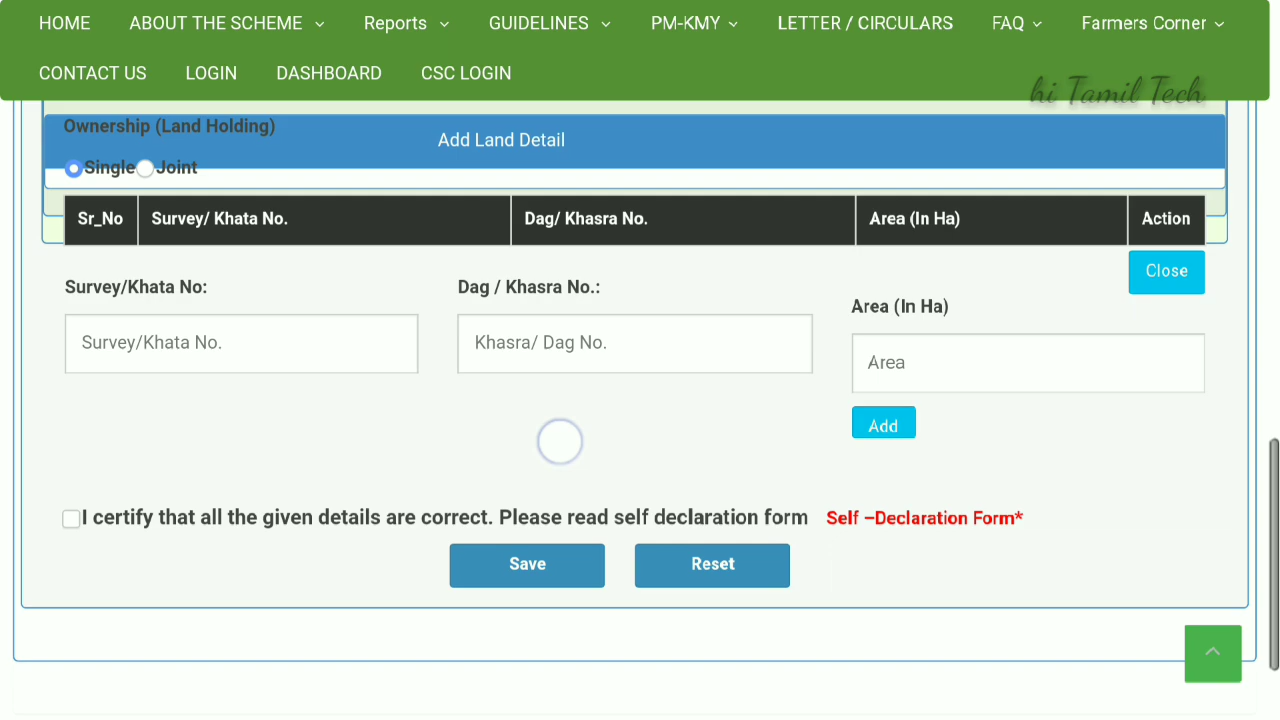 HOME ABOUT THE SCHEME Reports GUIDELINES PM-KMY LETTER / CIRCULARS FAQ Farmers Corner
CONTACT US LOGIN DASHBOARD CSC LOGIN
hi Tamil Tech
Ownership (Land Holding)
Add Land Detail
Single Joint
Sr_No Survey/ Khata No. Dag/ Khasra No. Area (In Ha) Action
Close
Survey/Khata No: Dag / Khasra No.: Area (In Ha)
Survey/Khata No. Khasra/ Dag No. Area
Add
I certify that all the given details are correct. Please read self declaration form Self –Declaration Form*
Save Reset